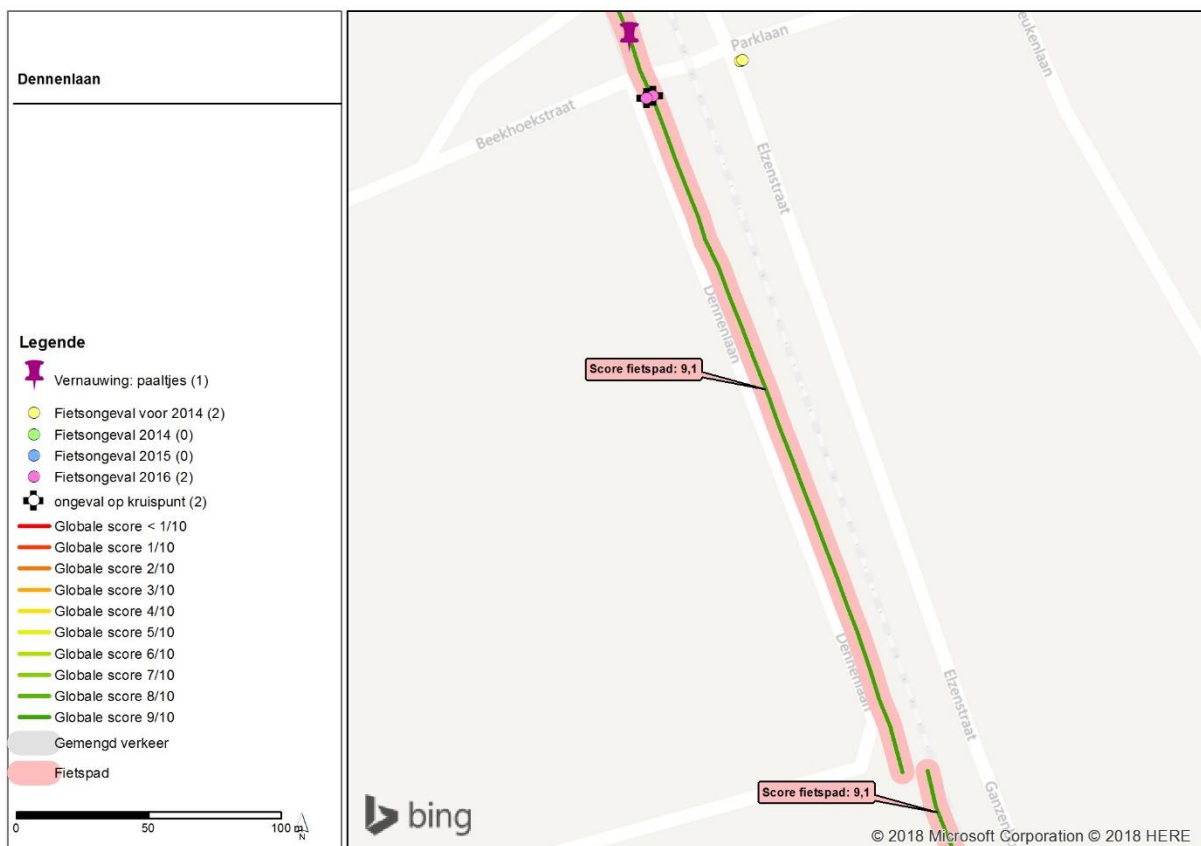 Dennenlaan
Legende
Vernauwing: paaltjes (1)
Fietsongeval voor 2014 (2)
Fietsongeval 2014 (0)
Fietsongeval 2015 (0)
Fietsongeval 2016 (2)
ongeval op kruispunt (2)
Globale score < 1/10
Globale score 1/10
Globale score 2/10
Globale score 3/10
Globale score 4/10
Globale score 5/10
Globale score 6/10
Globale score 7/10
Globale score 8/10
Globale score 9/10
Gemengd verkeer
Fietspad
0 50 100 m
N
Parklaan
eukenlaan
Beekhoekstraat
Elzenstraat
Dennenlaan
Score fietspad: 9,1
Dennenlaan
Elzenstraat
Score fietspad: 9,1
Ganzen
bing
© 2018 Microsoft Corporation © 2018 HERE